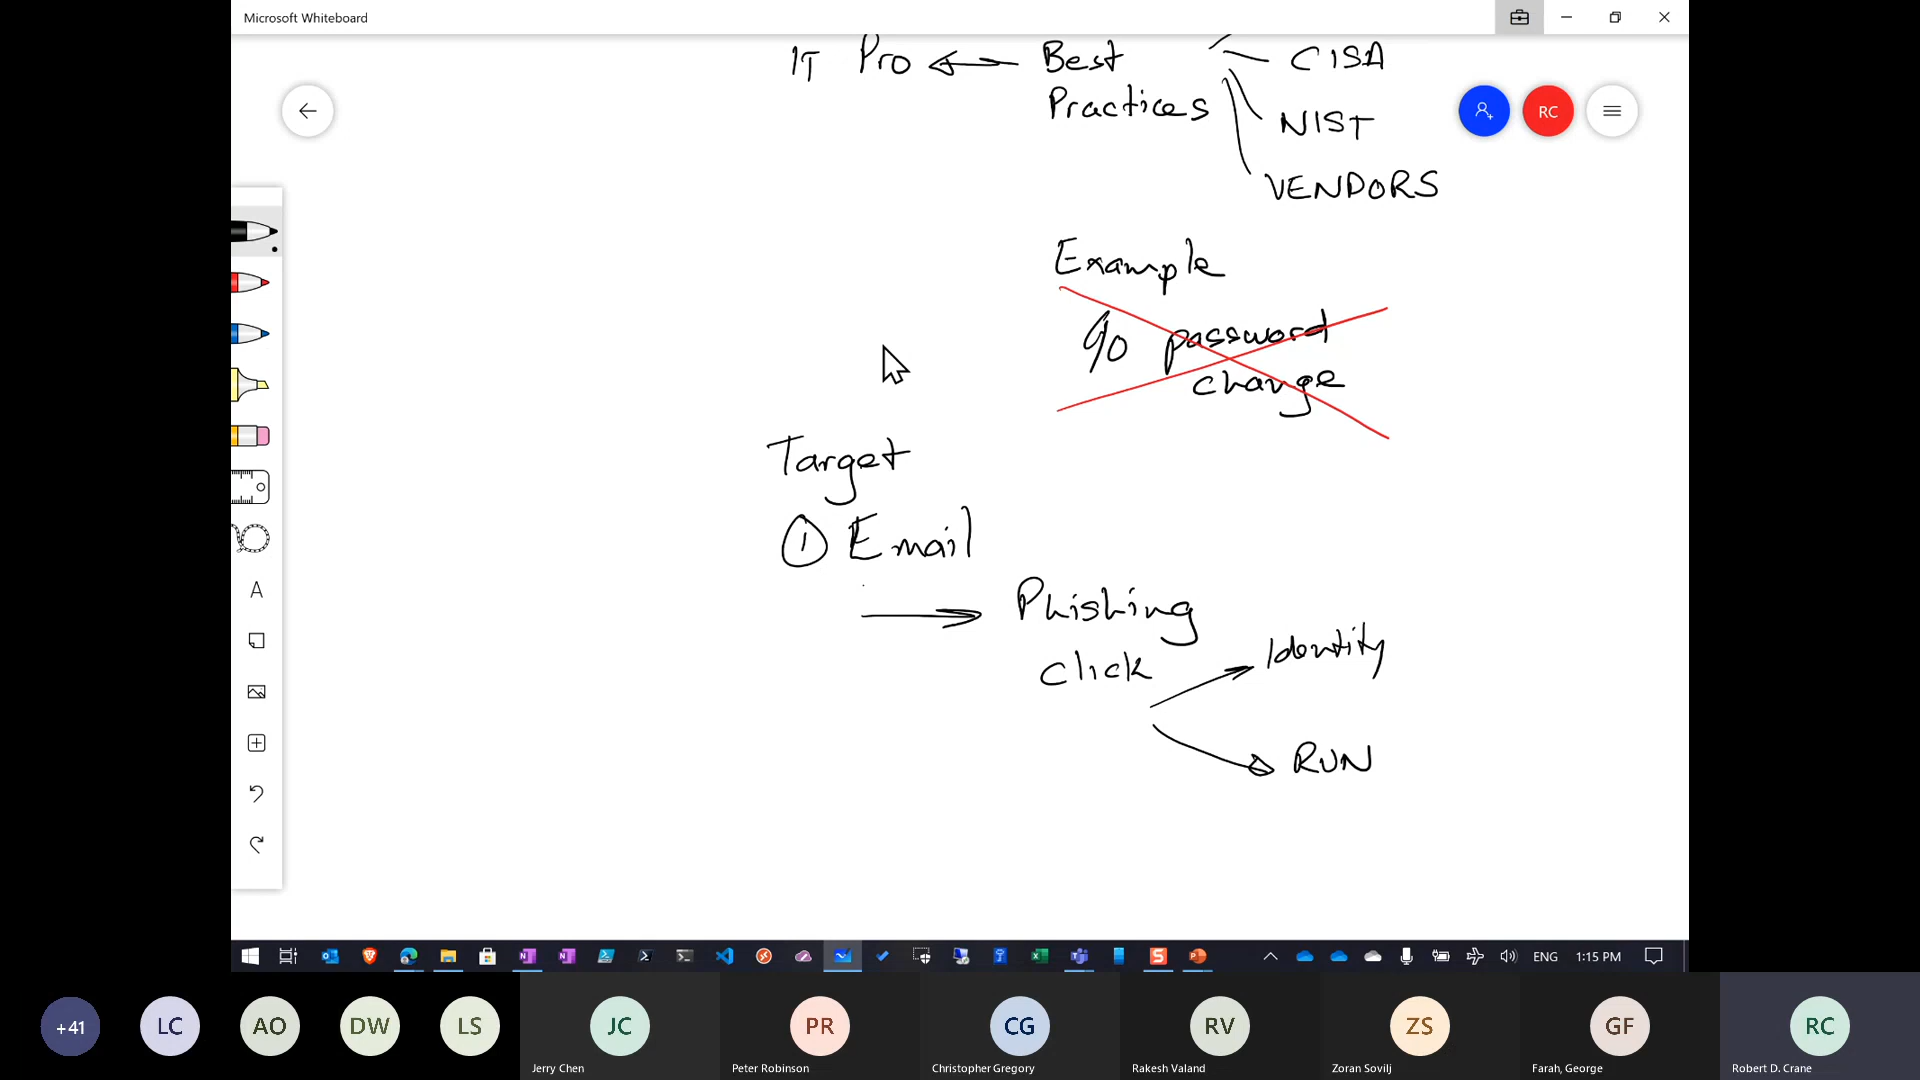 Microsoft Whiteboard
IT Pro
Best
Practices
CISA
NIST
VENDORS
RC
Example
90 password
change
Target
1 Email
Phishing
click
Identity
RUN
A
ENG
1:15 PM
+41
LC
AO
DW
LS
JC
Jerry Chen
PR
Peter Robinson
CG
Christopher Gregory
RV
Rakesh Valand
ZS
Zoran Sovilj
GF
Farah, George
RC
Robert D. Crane